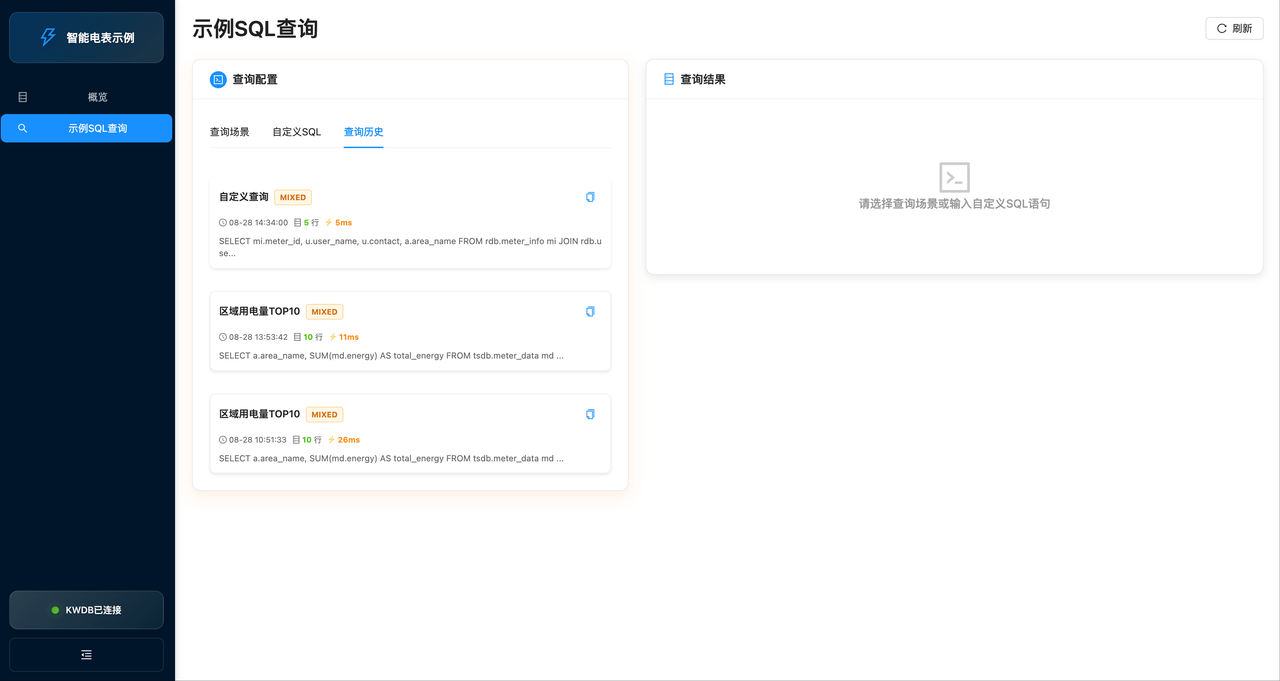 智能电表示例
概览
示例SQL查询
KWDB已连接
示例SQL查询
刷新
查询配置
查询场景 自定义SQL 查询历史
自定义查询 MIXED
08-28 14:34:00 5 行 5ms
SELECT mi.meter_id, u.user_name, u.contact, a.area_name FROM rdb.meter_info mi JOIN rdb.u
se...
区域用电量TOP10 MIXED
08-28 13:53:42 10 行 11ms
SELECT a.area_name, SUM(md.energy) AS total_energy FROM tsdb.meter_data md ...
区域用电量TOP10 MIXED
08-28 10:51:33 10 行 26ms
SELECT a.area_name, SUM(md.energy) AS total_energy FROM tsdb.meter_data md ...
查询结果
请选择查询场景或输入自定义SQL语句